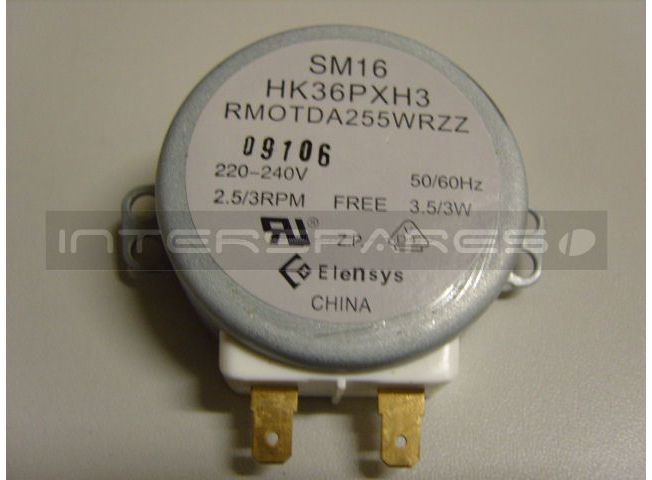 SM16
HK36PXH3
RMOTDA255WRZZ
09106
220-240V 50/60Hz
2.5/3RPM FREE 3.5/3W
INTERSPARES
Z.P.
Elensys
CHINA